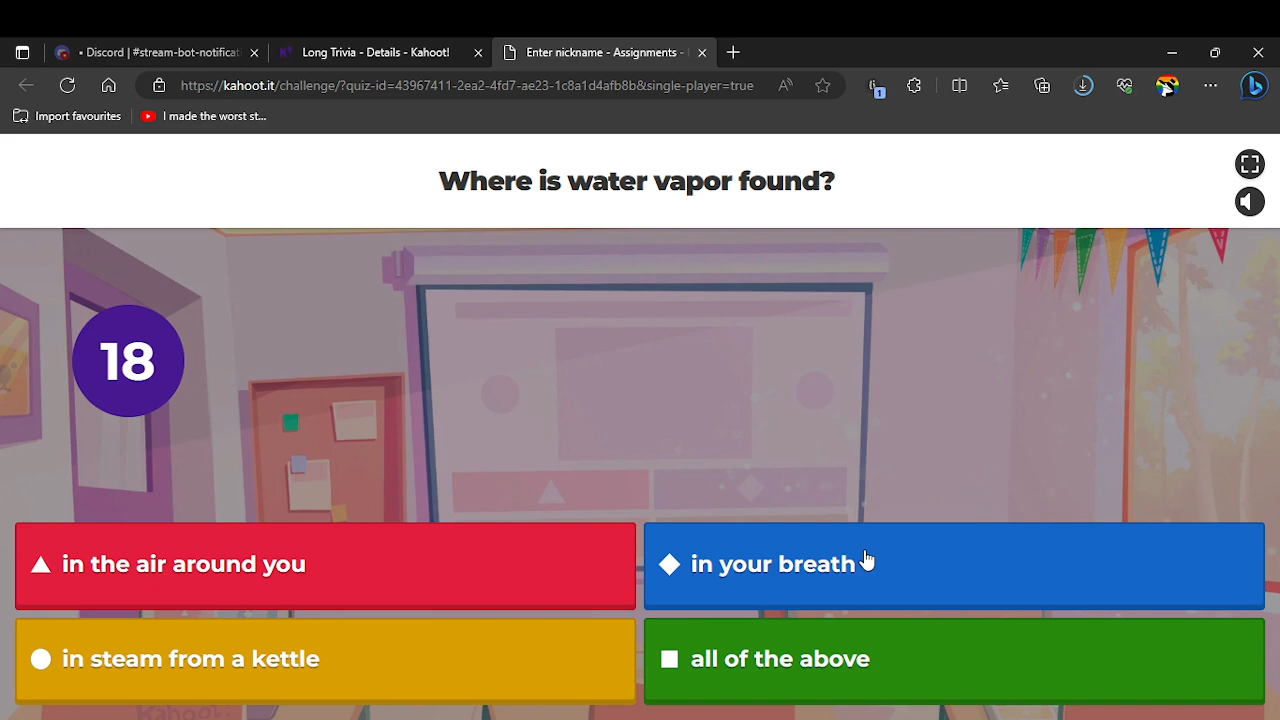 • Discord | #stream-bot-notificat
Long Trivia - Details - Kahoot!
Enter nickname - Assignments -
https://kahoot.it/challenge/?quiz-id=43967411-2ea2-4fd7-ae23-1c8a1d4afb8b&single-player=true
1
Import favourites
I made the worst st...
Where is water vapor found?
18
in the air around you
in your breath
in steam from a kettle
all of the above
Kahoot!